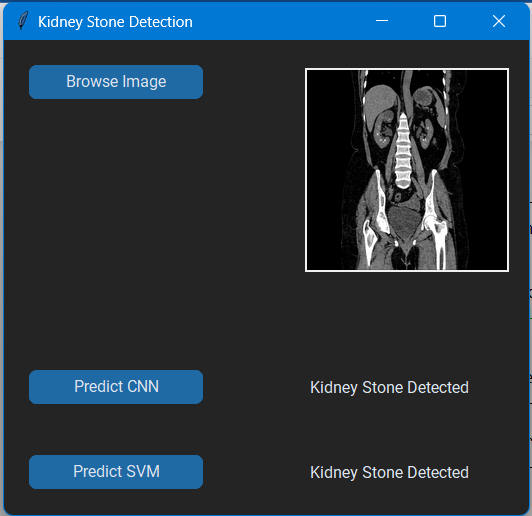 Kidney Stone Detection
Browse Image
Predict CNN
Kidney Stone Detected
Predict SVM
Kidney Stone Detected